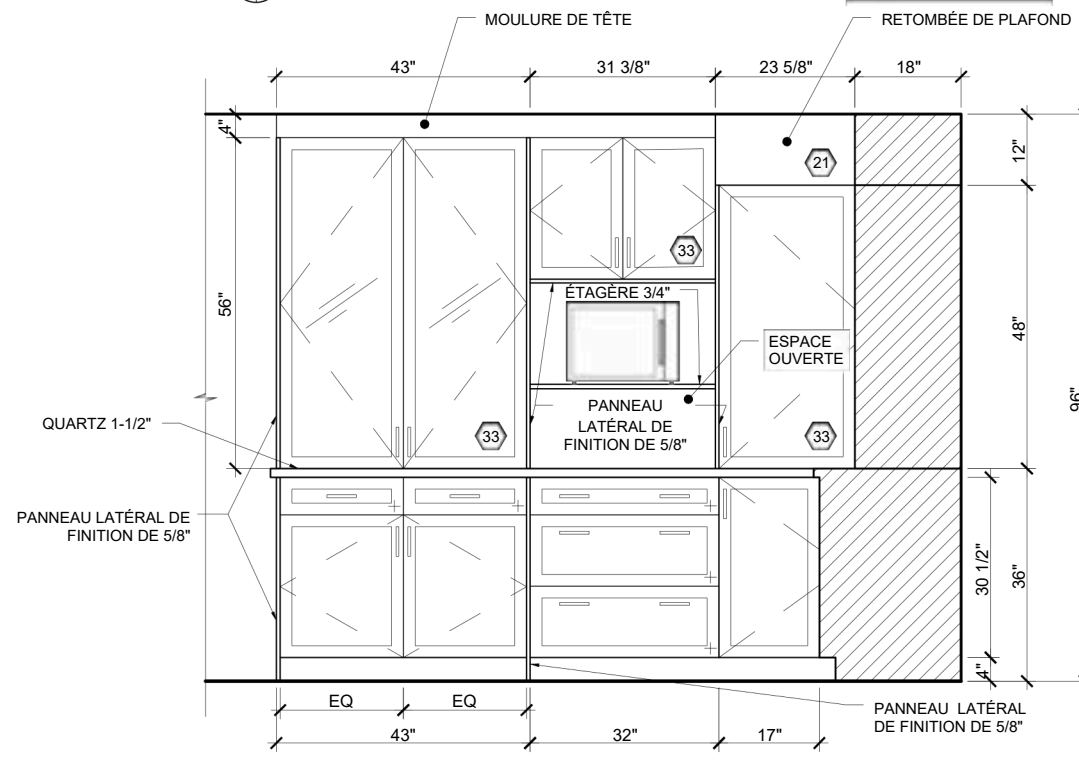 MOULURE DE TÊTE
RETOMBÉE DE PLAFOND
43"
31 3/8"
23 5/8"
18"
4"
12"
21
33
ÉTAGÈRE 3/4"
56"
48"
ESPACE
OUVERTE
96"
PANNEAU
LATÉRAL DE
FINITION DE 5/8"
QUARTZ 1-1/2"
33
33
PANNEAU LATÉRAL DE
FINITION DE 5/8"
30 1/2"
36"
4"
EQ
EQ
PANNEAU LATÉRAL
DE FINITION DE 5/8"
43"
32"
17"